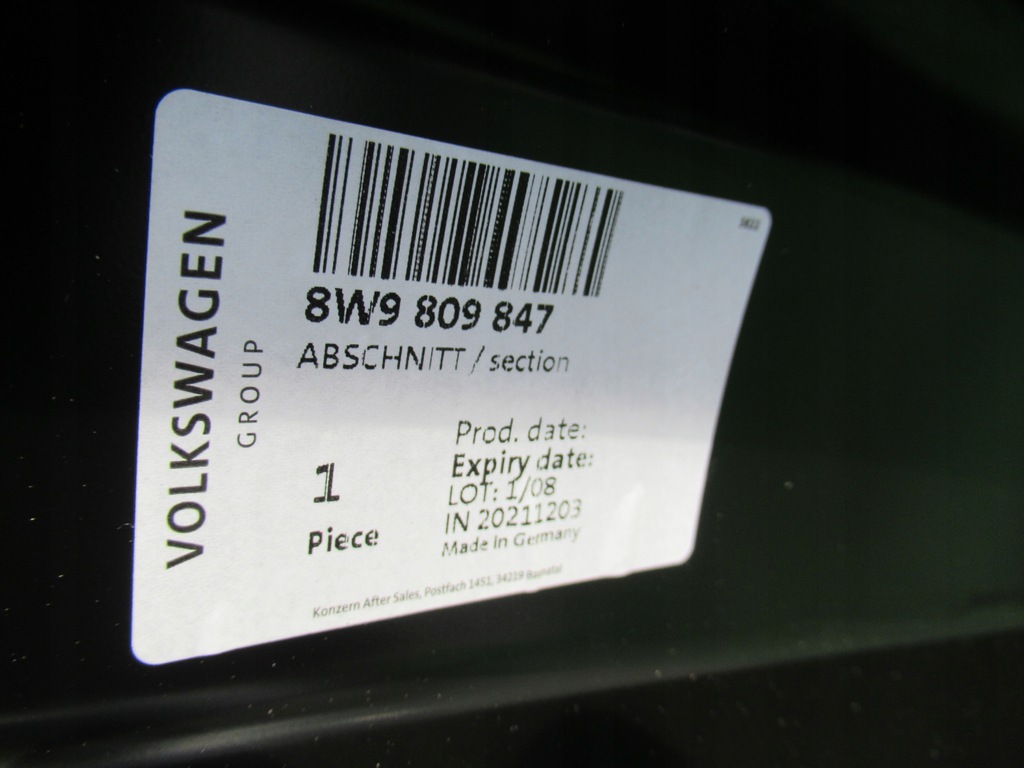 VOLKSWAGEN
GROUP
8W9 809 847
ABSCHNITT / section
1
Piece
Prod. date:
Expiry date:
LOT: 1/08
IN 20211203
Made In Germany
Konzern After Sales, Postfach 1451, 34219 Baunatal